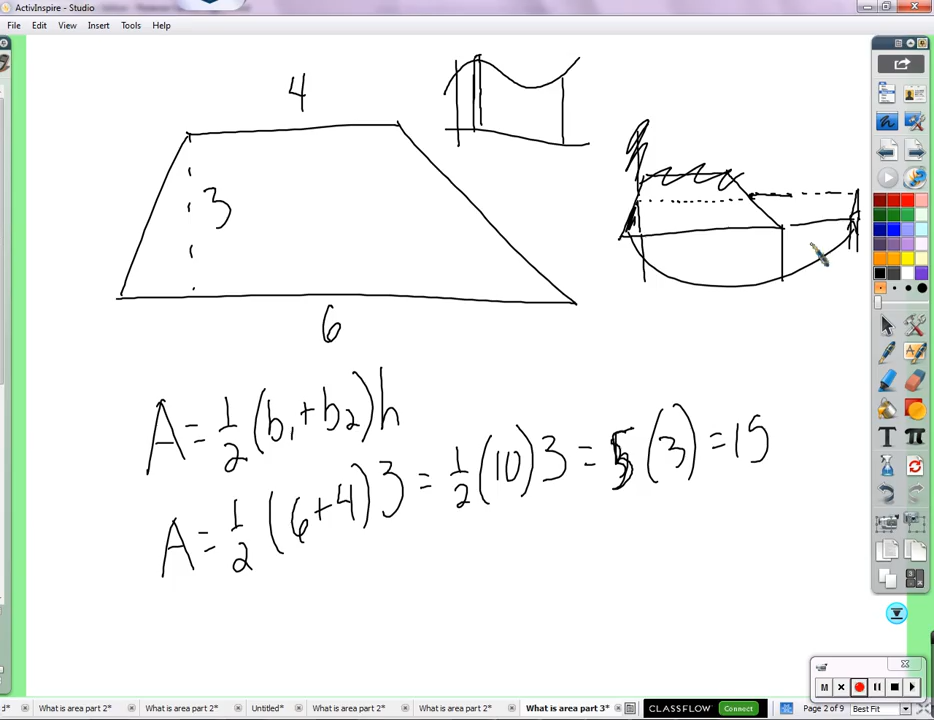 ActivInspire - Studio
File Edit View Insert Tools Help
4
3
6
A = 1/2 (b₁+b₂)h
A = 1/2 (6+4)3 = 1/2 (10)3 = 5(3) = 15
M
d* What is area part 2* What is area part 2* Untitled* What is area part 2* What is area part 2* What is area part 3* CLASSFLOW Connect Page 2 of 9 Best Fit